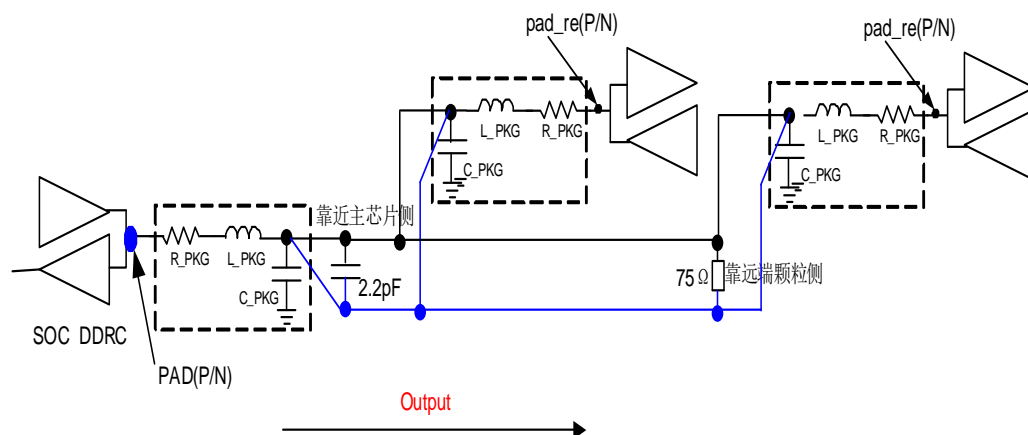 pad_re(P/N)
pad_re(P/N)
L_PKG
R_PKG
C_PKG
L_PKG
R_PKG
C_PKG
靠近主芯片侧
R_PKG
L_PKG
C_PKG
2.2pF
75Ω
靠远端颗粒侧
SOC DDRC
PAD(P/N)
Output